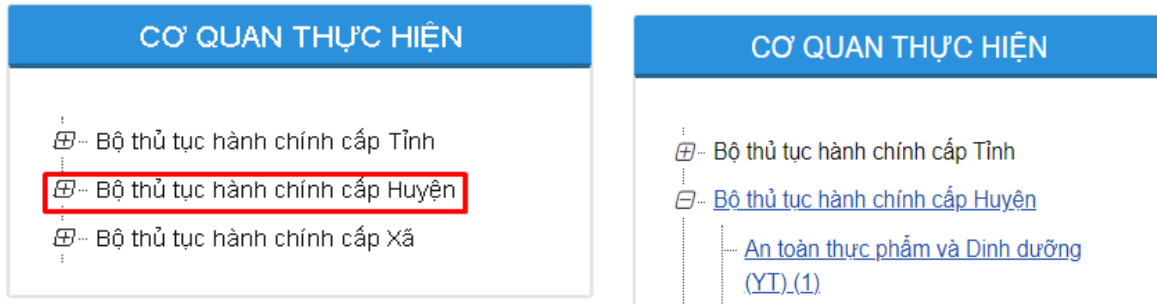 CƠ QUAN THỰC HIỆN
Bộ thủ tục hành chính cấp Tỉnh
Bộ thủ tục hành chính cấp Huyện
Bộ thủ tục hành chính cấp Xã
CƠ QUAN THỰC HIỆN
Bộ thủ tục hành chính cấp Tỉnh
Bộ thủ tục hành chính cấp Huyện
An toàn thực phẩm và Dinh dưỡng
(YT) (1)